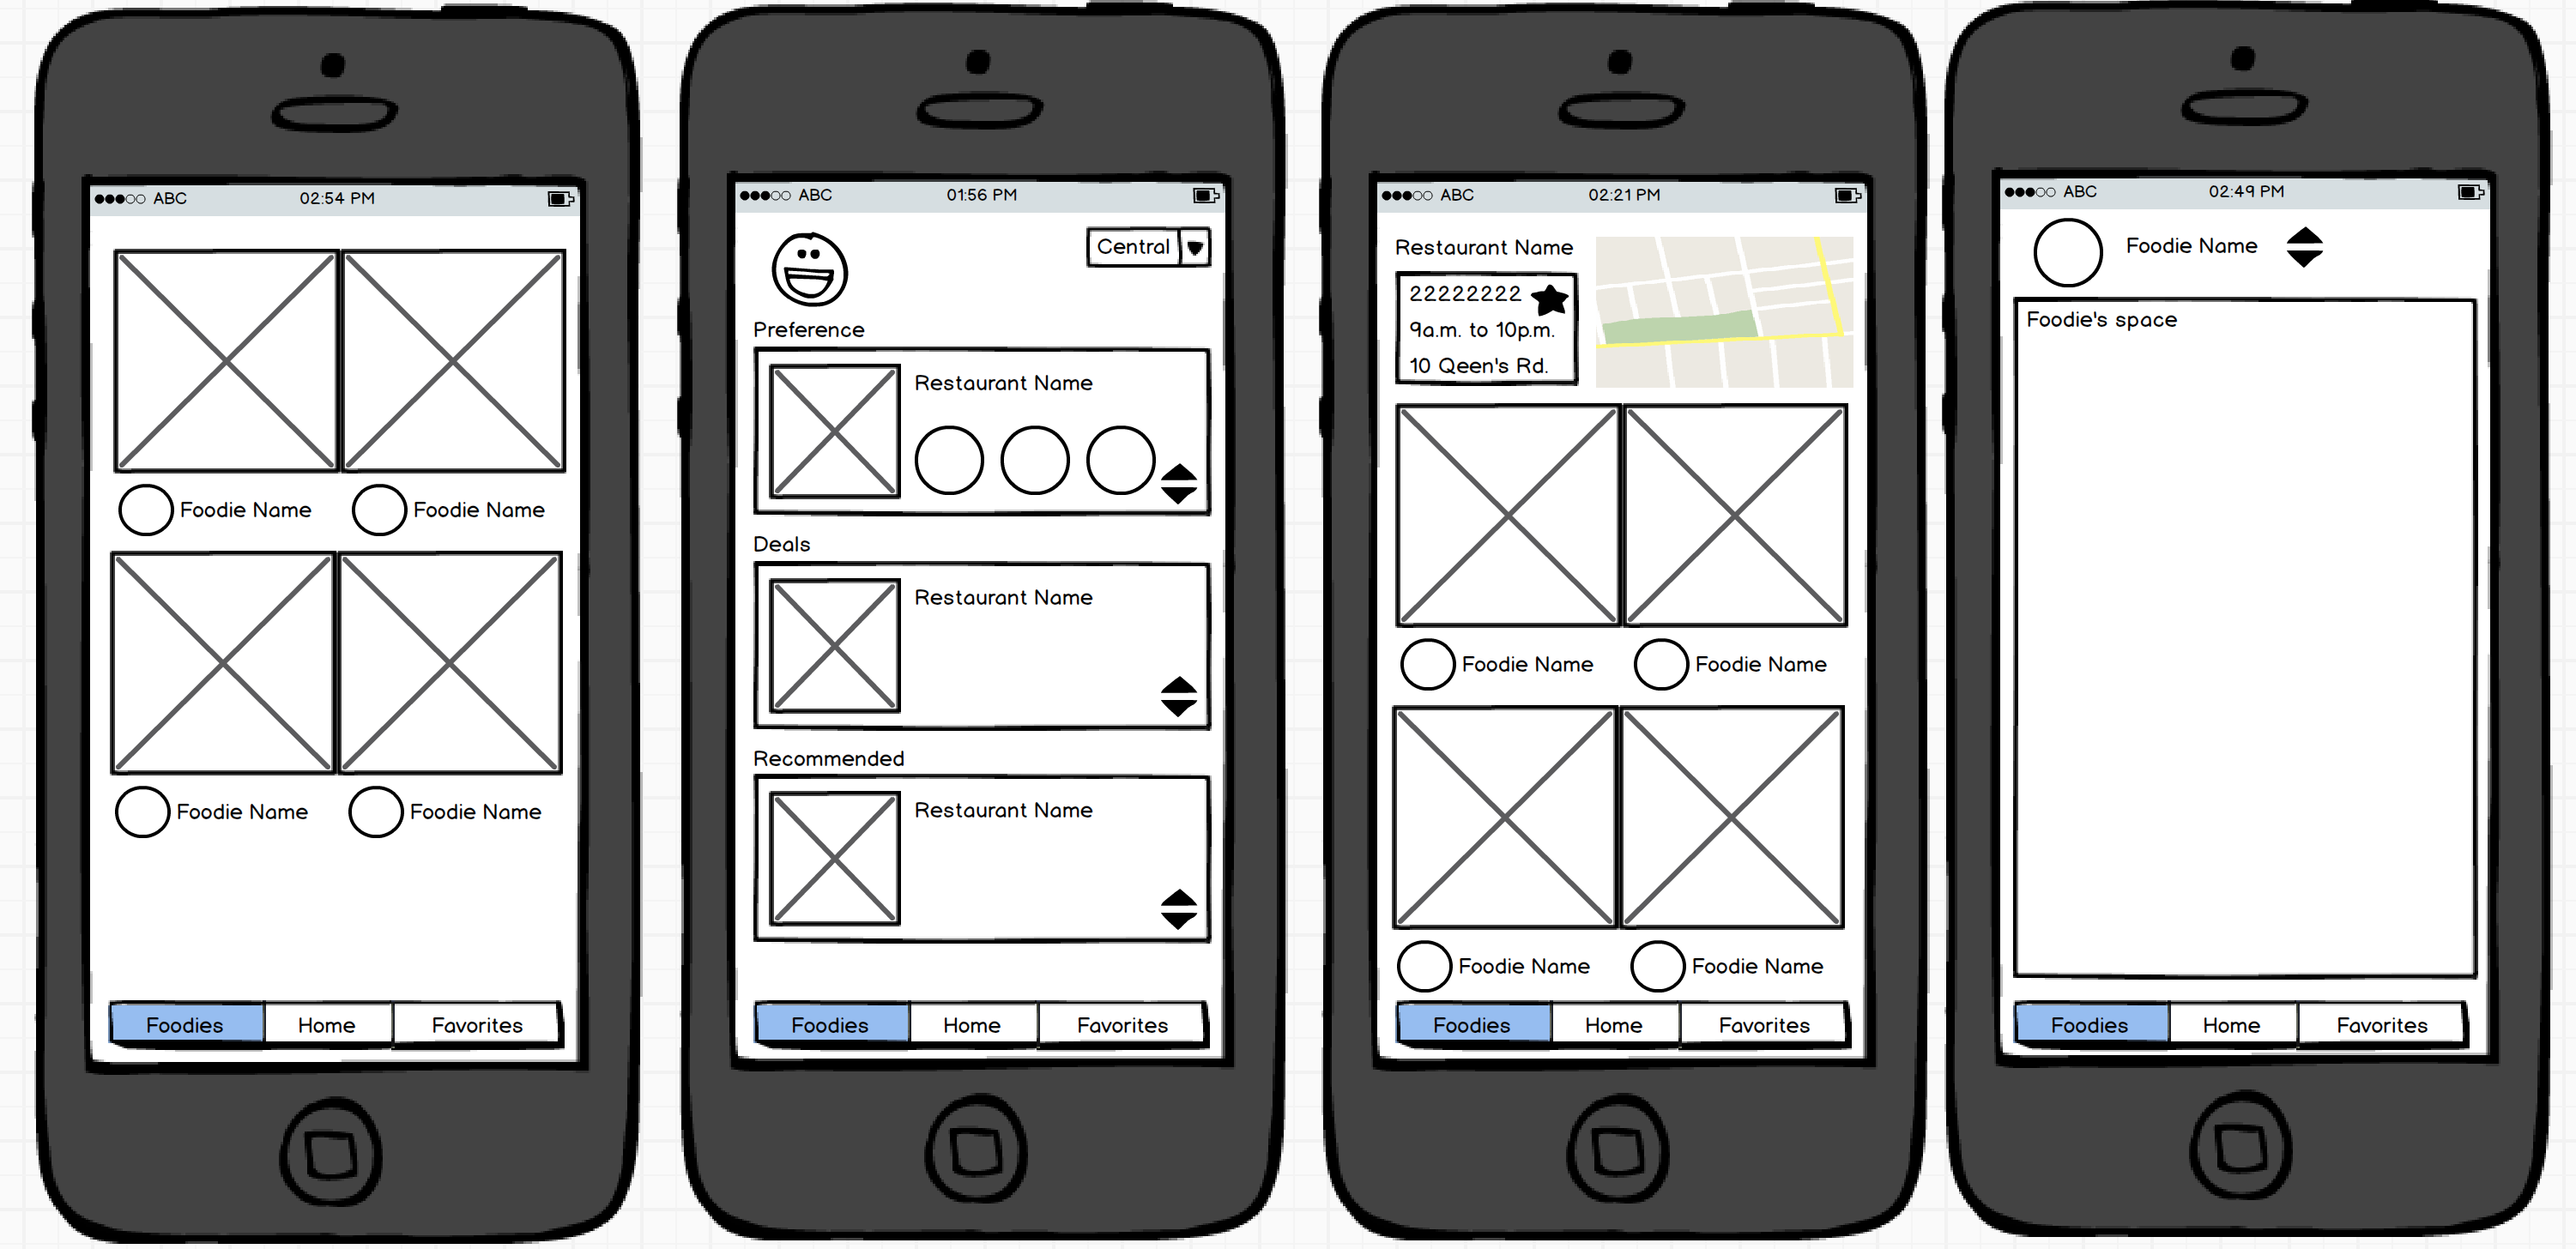 ABC 02:54 PM
Foodie Name Foodie Name
Foodie Name Foodie Name
Foodies Home Favorites
ABC 01:56 PM
Central
Preference
Restaurant Name
Deals
Restaurant Name
Recommended
Restaurant Name
Foodies Home Favorites
ABC 02:21 PM
Restaurant Name
22222222
9a.m. to 10p.m.
10 Qeen's Rd.
Foodie Name Foodie Name
Foodie Name Foodie Name
Foodies Home Favorites
ABC 02:49 PM
Foodie Name
Foodie's space
Foodies Home Favorites